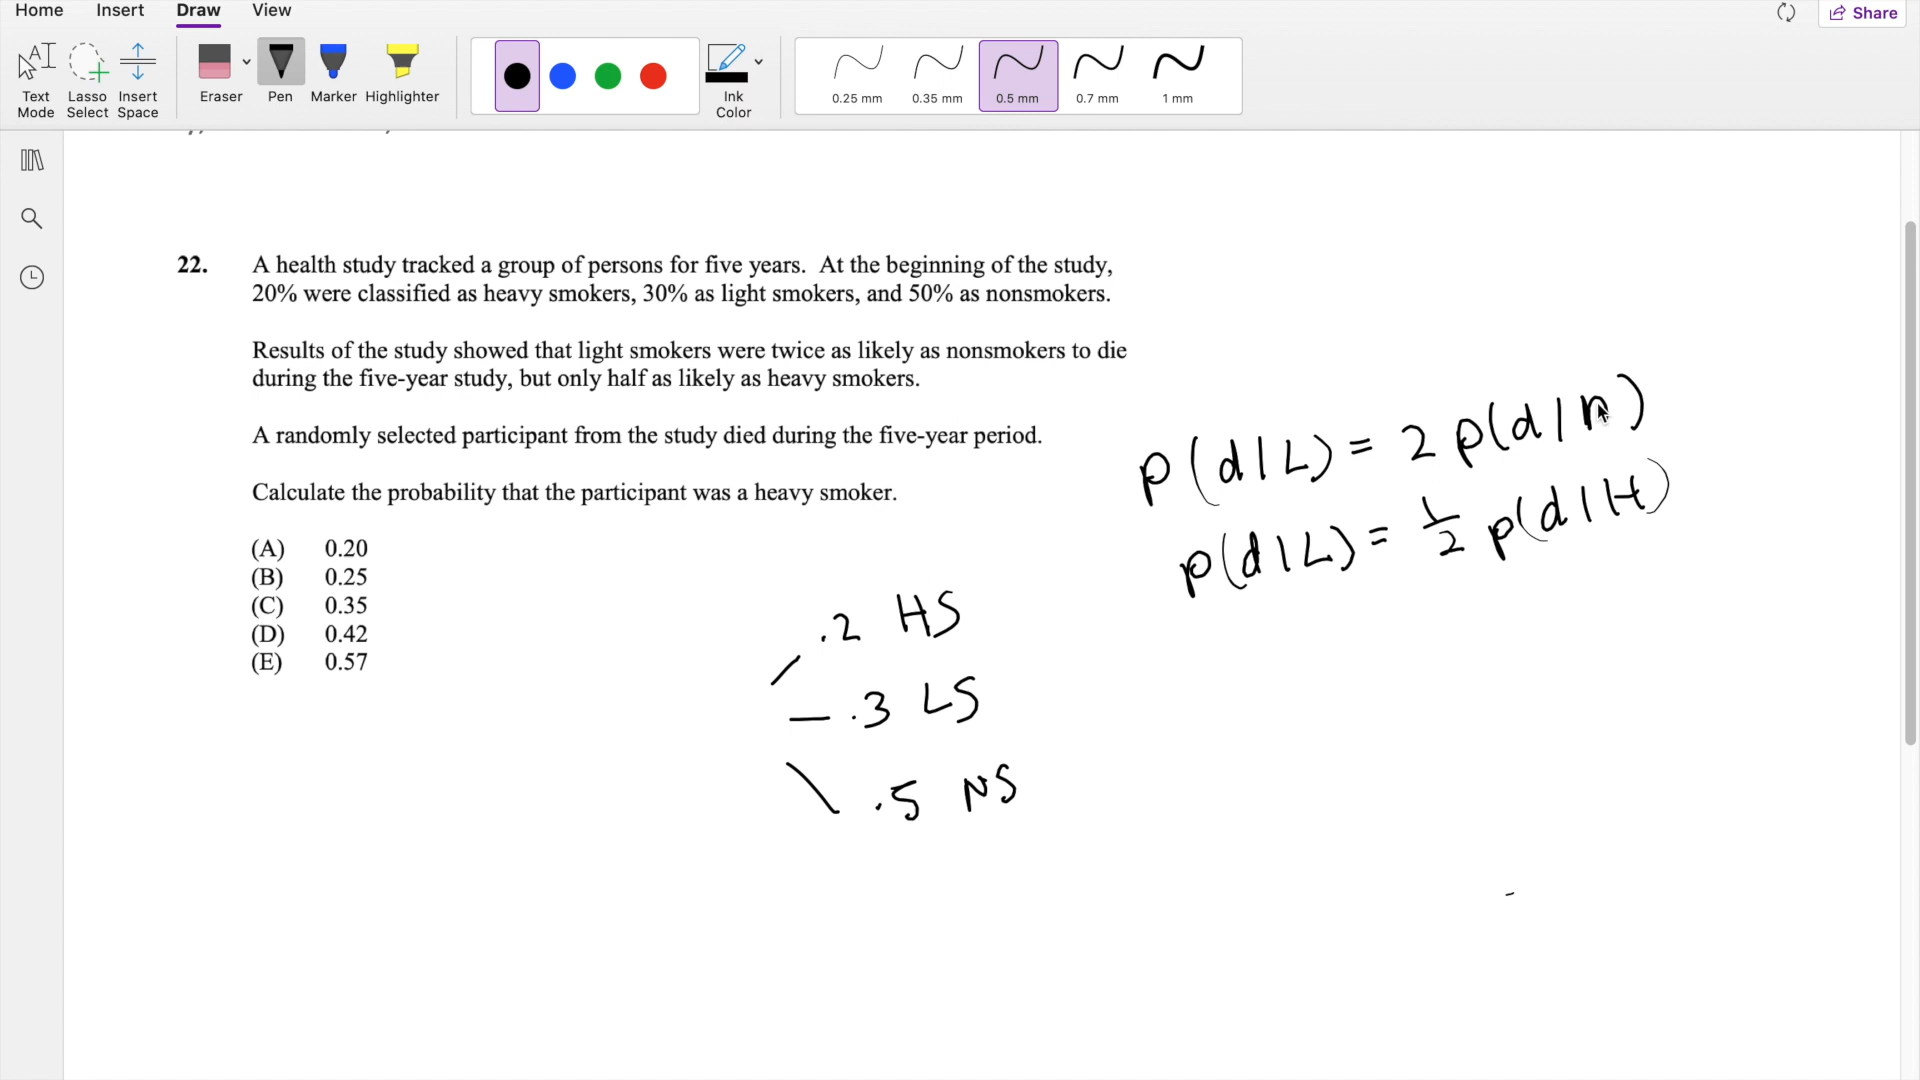 Home Insert Draw View
Share
Text Mode
Lasso Select
Insert Space
Eraser
Pen
Marker
Highlighter
Ink Color
0.25 mm
0.35 mm
0.5 mm
0.7 mm
1 mm
22. A health study tracked a group of persons for five years. At the beginning of the study,
20% were classified as heavy smokers, 30% as light smokers, and 50% as nonsmokers.
Results of the study showed that light smokers were twice as likely as nonsmokers to die
during the five-year study, but only half as likely as heavy smokers.
A randomly selected participant from the study died during the five-year period.
Calculate the probability that the participant was a heavy smoker.
(A) 0.20
(B) 0.25
(C) 0.35
(D) 0.42
(E) 0.57
p(d|L) = 2 p(d|n)
p(d|L) = 1/2 p(d|H)
.2 HS
.3 LS
.5 NS